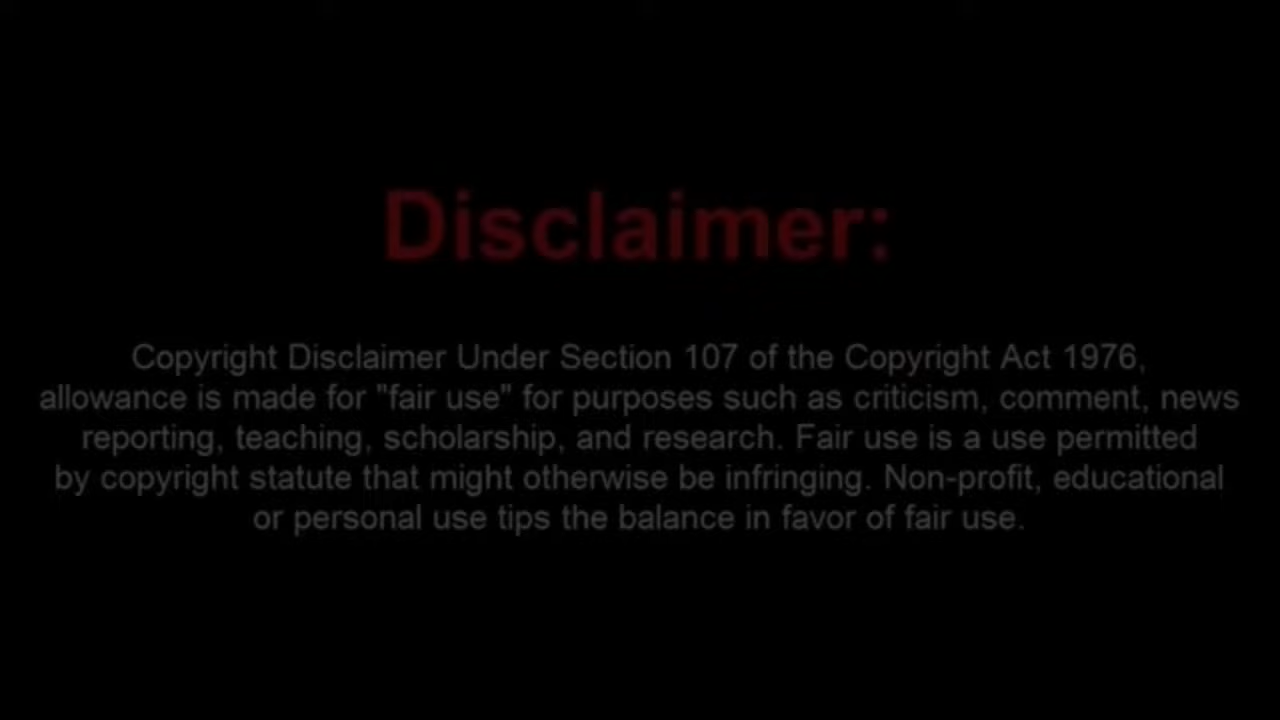 Disclaimer:
Copyright Disclaimer Under Section 107 of the Copyright Act 1976,
allowance is made for "fair use" for purposes such as criticism, comment, news
reporting, teaching, scholarship, and research. Fair use is a use permitted
by copyright statute that might otherwise be infringing. Non-profit, educational
or personal use tips the balance in favor of fair use.